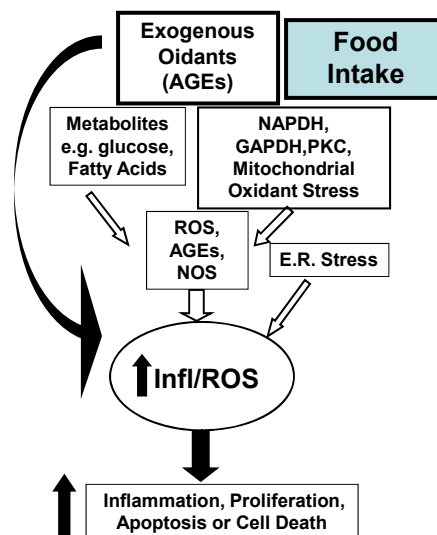 Exogenous
Oidants
(AGEs)
Food
Intake
Metabolites
e.g. glucose,
Fatty Acids
NAPDH,
GAPDH,PKC,
Mitochondrial
Oxidant Stress
ROS,
AGEs,
NOS
E.R. Stress
Infl/ROS
Inflammation, Proliferation,
Apoptosis or Cell Death